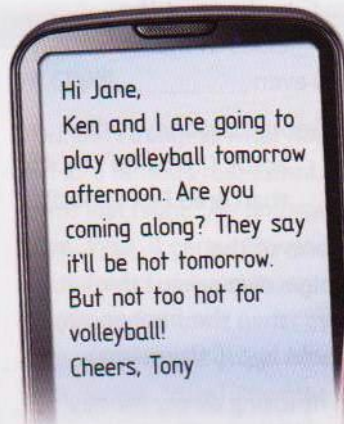 Hi Jane,
Ken and I are going to
play volleyball tomorrow
afternoon. Are you
coming along? They say
it'll be hot tomorrow.
But not too hot for
volleyball!
Cheers, Tony